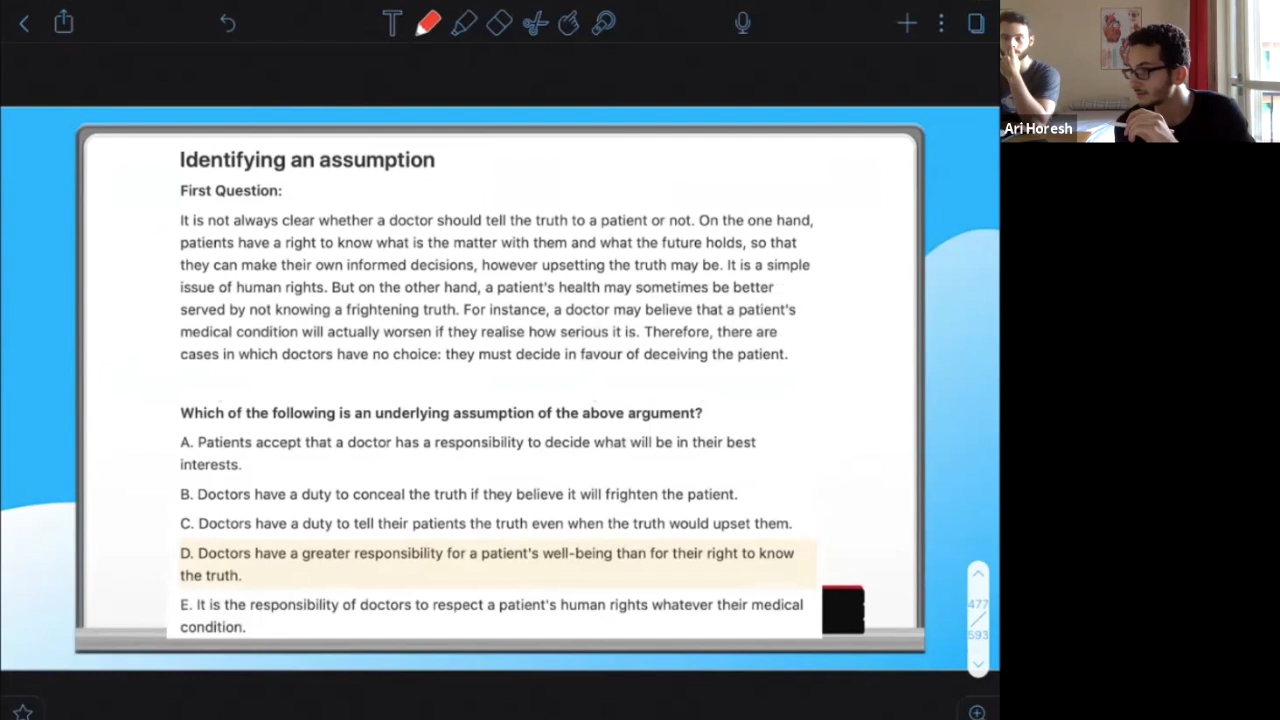 Identifying an assumption
First Question:
It is not always clear whether a doctor should tell the truth to a patient or not. On the one hand,
patients have a right to know what is the matter with them and what the future holds, so that
they can make their own informed decisions, however upsetting the truth may be. It is a simple
issue of human rights. But on the other hand, a patient's health may sometimes be better
served by not knowing a frightening truth. For instance, a doctor may believe that a patient's
medical condition will actually worsen if they realise how serious it is. Therefore, there are
cases in which doctors have no choice: they must decide in favour of deceiving the patient.
Which of the following is an underlying assumption of the above argument?
A. Patients accept that a doctor has a responsibility to decide what will be in their best
interests.
B. Doctors have a duty to conceal the truth if they believe it will frighten the patient.
C. Doctors have a duty to tell their patients the truth even when the truth would upset them.
D. Doctors have a greater responsibility for a patient's well-being than for their right to know
the truth.
E. It is the responsibility of doctors to respect a patient's human rights whatever their medical
condition.
477
593
Ari Horesh